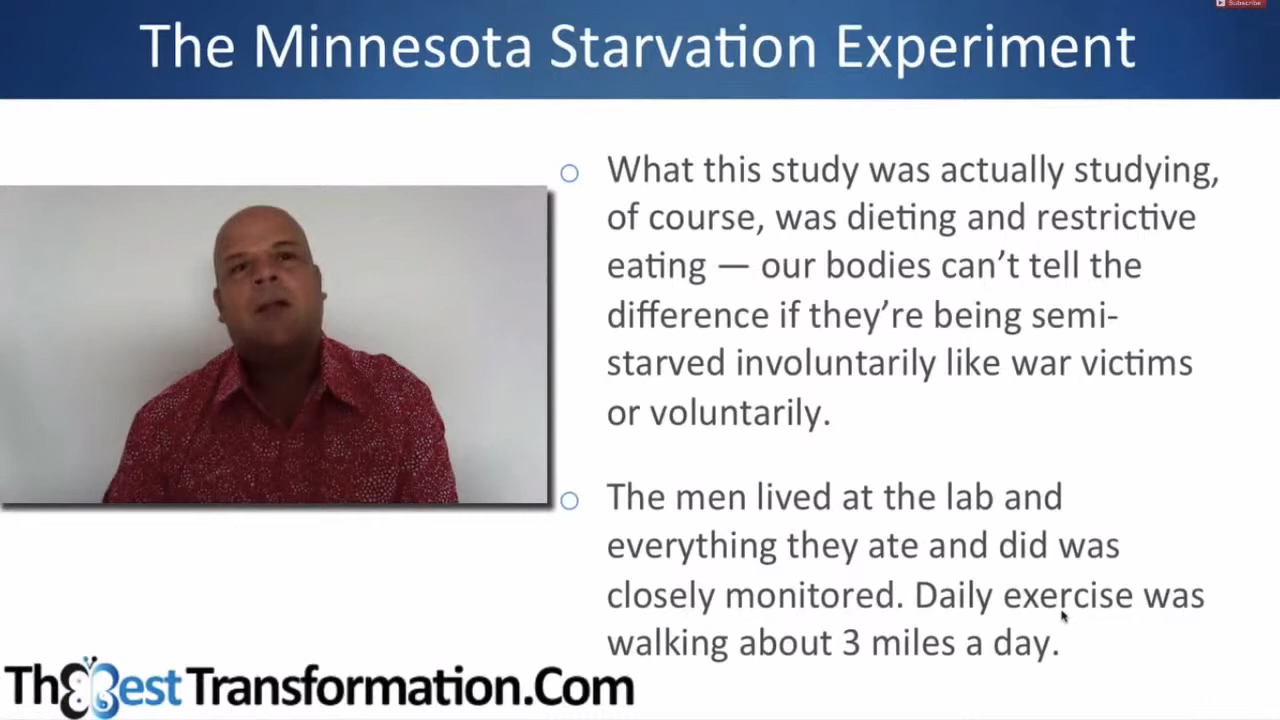 Subscribe
The Minnesota Starvation Experiment
What this study was actually studying,
of course, was dieting and restrictive
eating — our bodies can’t tell the
difference if they’re being semi-
starved involuntarily like war victims
or voluntarily.
The men lived at the lab and
everything they ate and did was
closely monitored. Daily exercise was
walking about 3 miles a day.
TheBestTransformation.Com